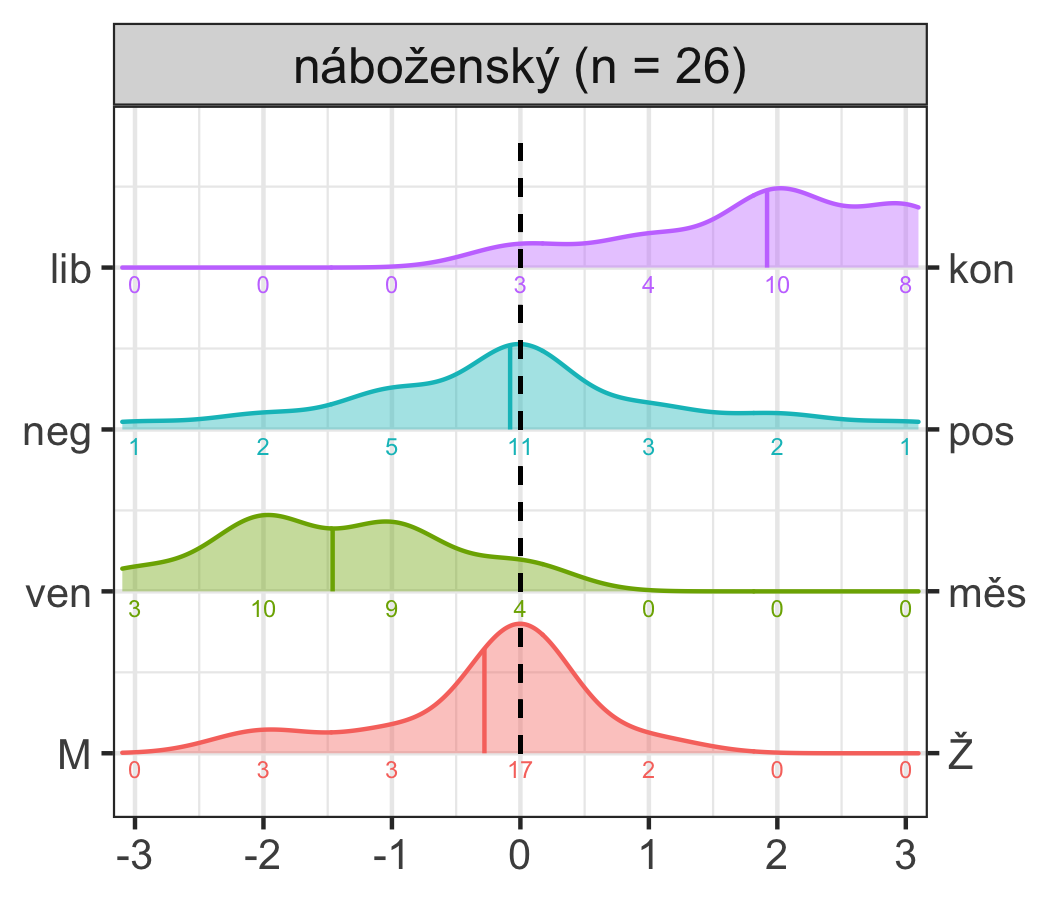 náboženský (n = 26)
lib kon
0 0 0 3 4 10 8
neg pos
1 2 5 11 3 2 1
ven měs
3 10 9 4 0 0 0
M Ž
0 3 3 17 2 0 0
-3 -2 -1 0 1 2 3